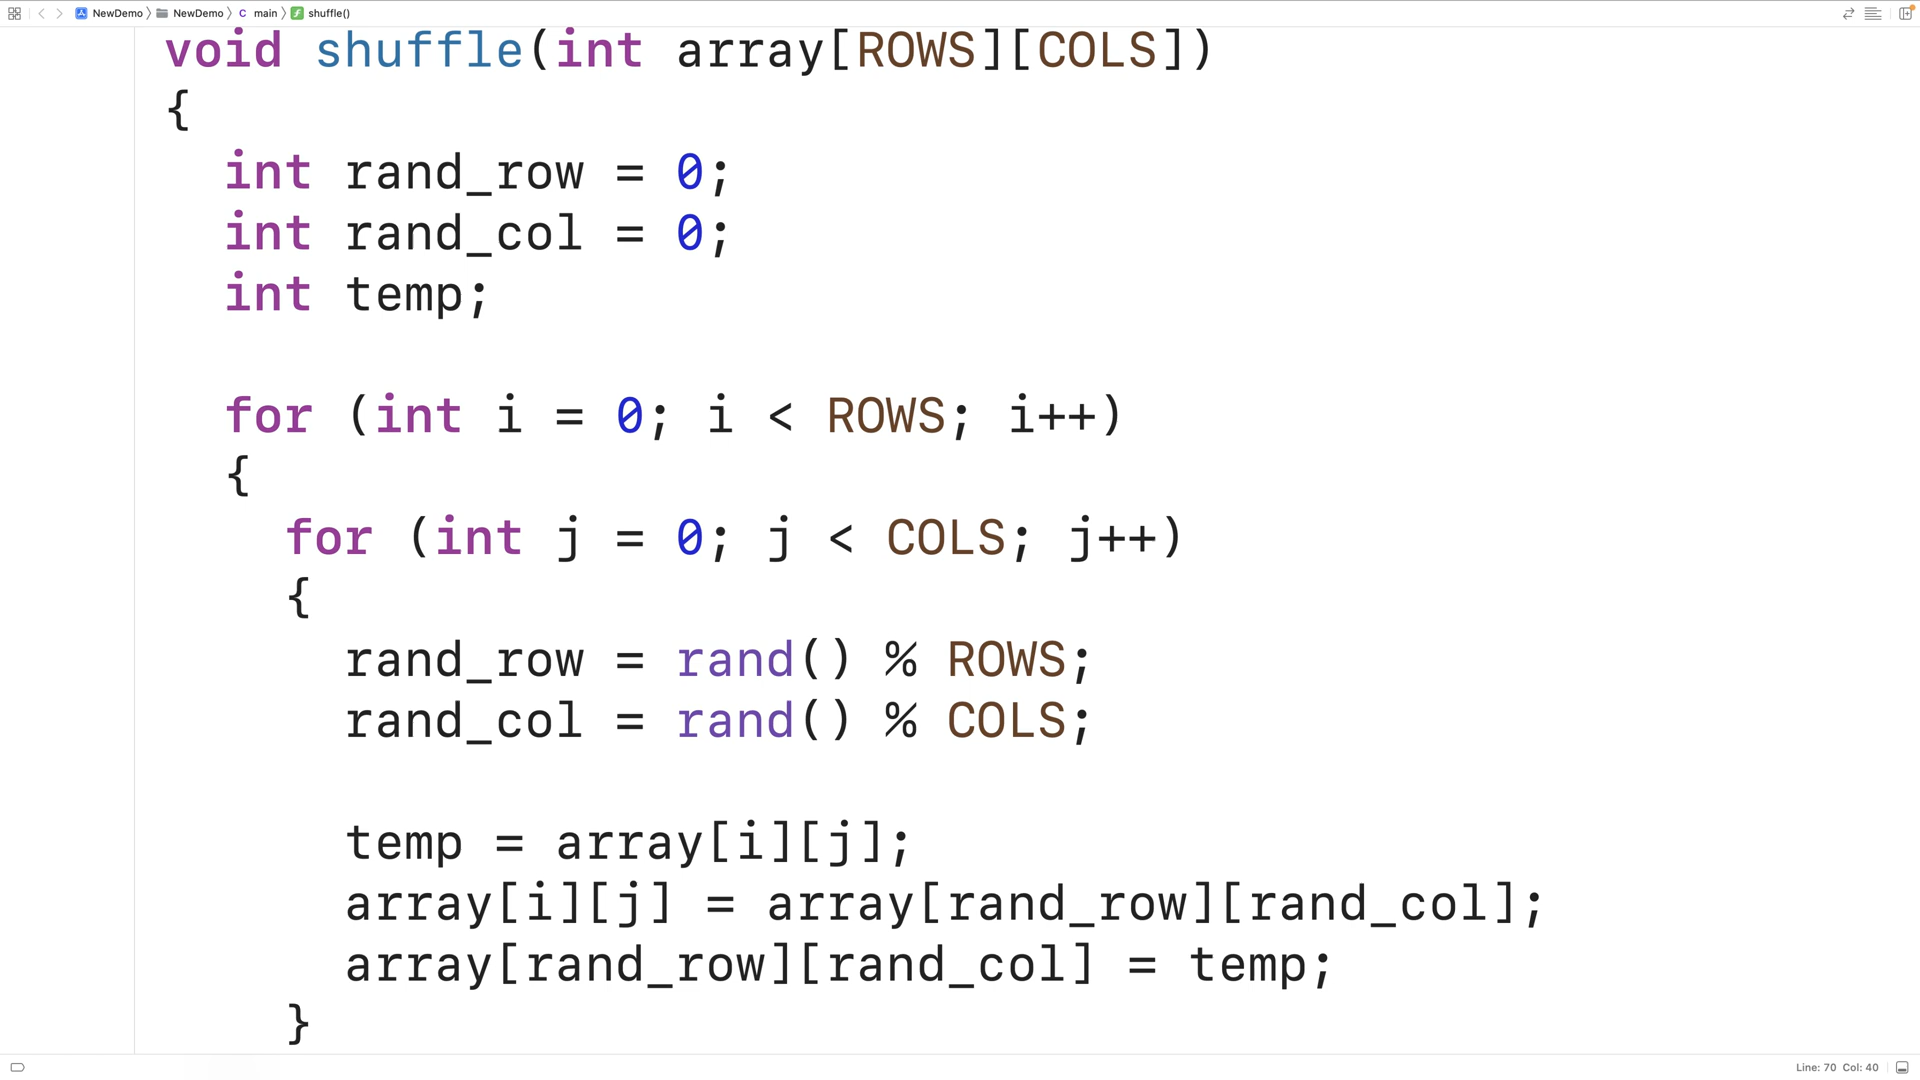 NewDemo 〉 NewDemo 〉 C main 〉 f shuffle()
void shuffle(int array[ROWS][COLS])
{
int rand_row = 0;
int rand_col = 0;
int temp;
for (int i = 0; i < ROWS; i++)
{
for (int j = 0; j < COLS; j++)
{
rand_row = rand() % ROWS;
rand_col = rand() % COLS;
temp = array[i][j];
array[i][j] = array[rand_row][rand_col];
array[rand_row][rand_col] = temp;
}
Line: 70 Col: 40